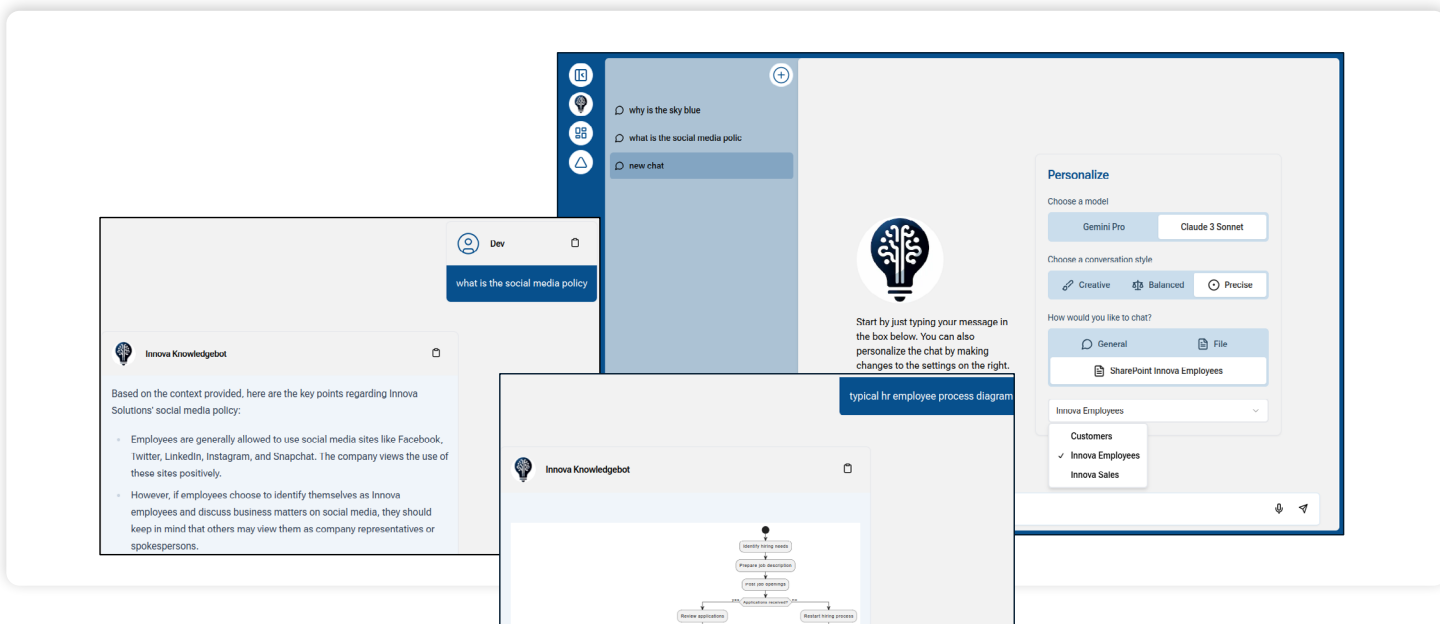 why is the sky blue
what is the social media polic
new chat
Personalize
Choose a model
Gemini Pro
Claude 3 Sonnet
Choose a conversation style
Creative
Balanced
Precise
How would you like to chat?
General
File
SharePoint Innova Employees
Innova Employees
Customers
Innova Employees
Innova Sales
Start by just typing your message in
the box below. You can also
personalize the chat by making
changes to the settings on the right.
Dev
what is the social media policy
Innova Knowledgebot
Based on the context provided, here are the key points regarding Innova
Solutions' social media policy:
Employees are generally allowed to use social media sites like Facebook,
Twitter, LinkedIn, Instagram, and Snapchat. The company views the use of
these sites positively.
However, if employees choose to identify themselves as Innova
employees and discuss business matters on social media, they should
keep in mind that others may view them as company representatives or
spokespersons.
typical hr employee process diagram
Innova Knowledgebot
Identify hiring needs
Prepare job description
Post job openings
Applications received?
Review applications
Restart hiring process